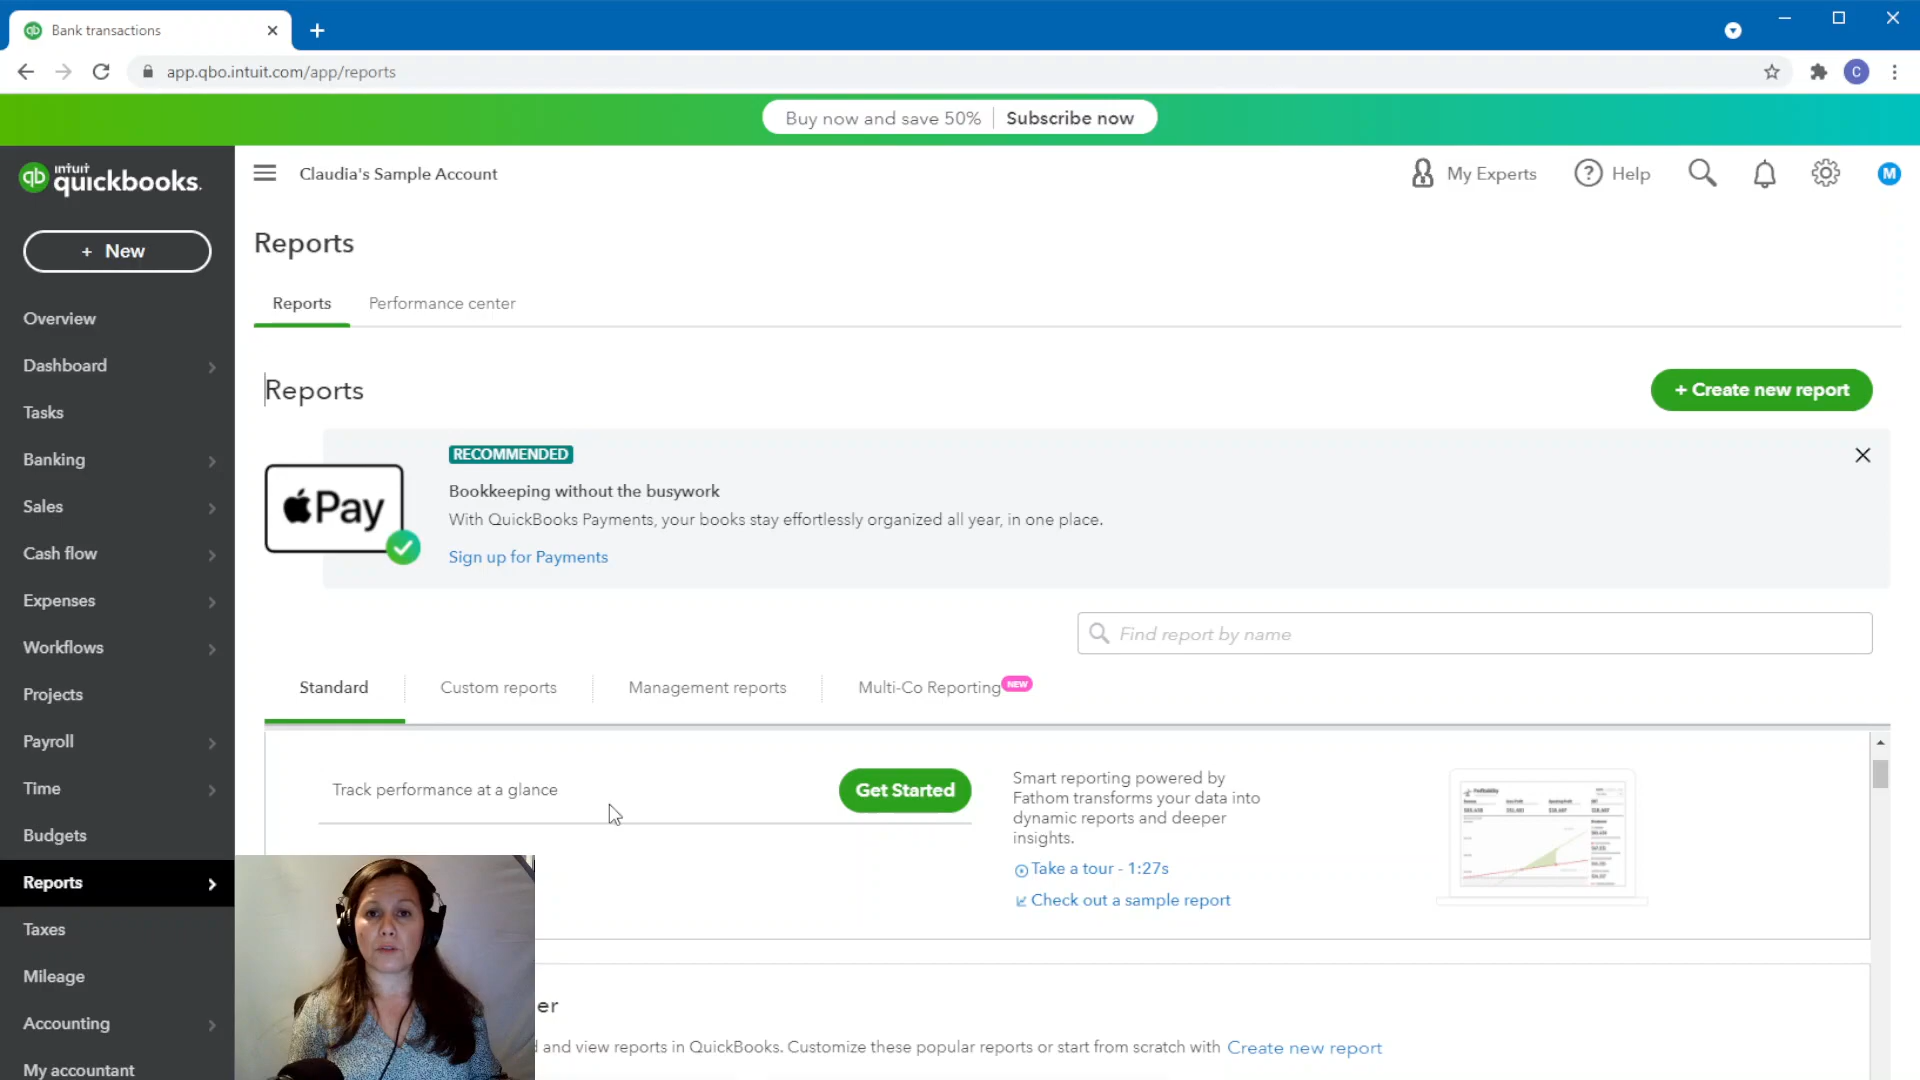 Bank transactions
app.qbo.intuit.com/app/reports
C
Buy now and save 50% Subscribe now
qb intuit quickbooks.
Claudia's Sample Account
My Experts
? Help
M
+ New
Overview
Dashboard
Tasks
Banking
Sales
Cash flow
Expenses
Workflows
Projects
Payroll
Time
Budgets
Reports
Taxes
Mileage
Accounting
My accountant
Reports
Reports Performance center
Reports
+ Create new report
Pay
RECOMMENDED
Bookkeeping without the busywork
With QuickBooks Payments, your books stay effortlessly organized all year, in one place.
Sign up for Payments
Find report by name
Standard Custom reports Management reports Multi-Co Reporting NEW
Track performance at a glance
Get Started
Smart reporting powered by
Fathom transforms your data into
dynamic reports and deeper
insights.
Take a tour - 1:27s
Check out a sample report
er
and view reports in QuickBooks. Customize these popular reports or start from scratch with Create new report